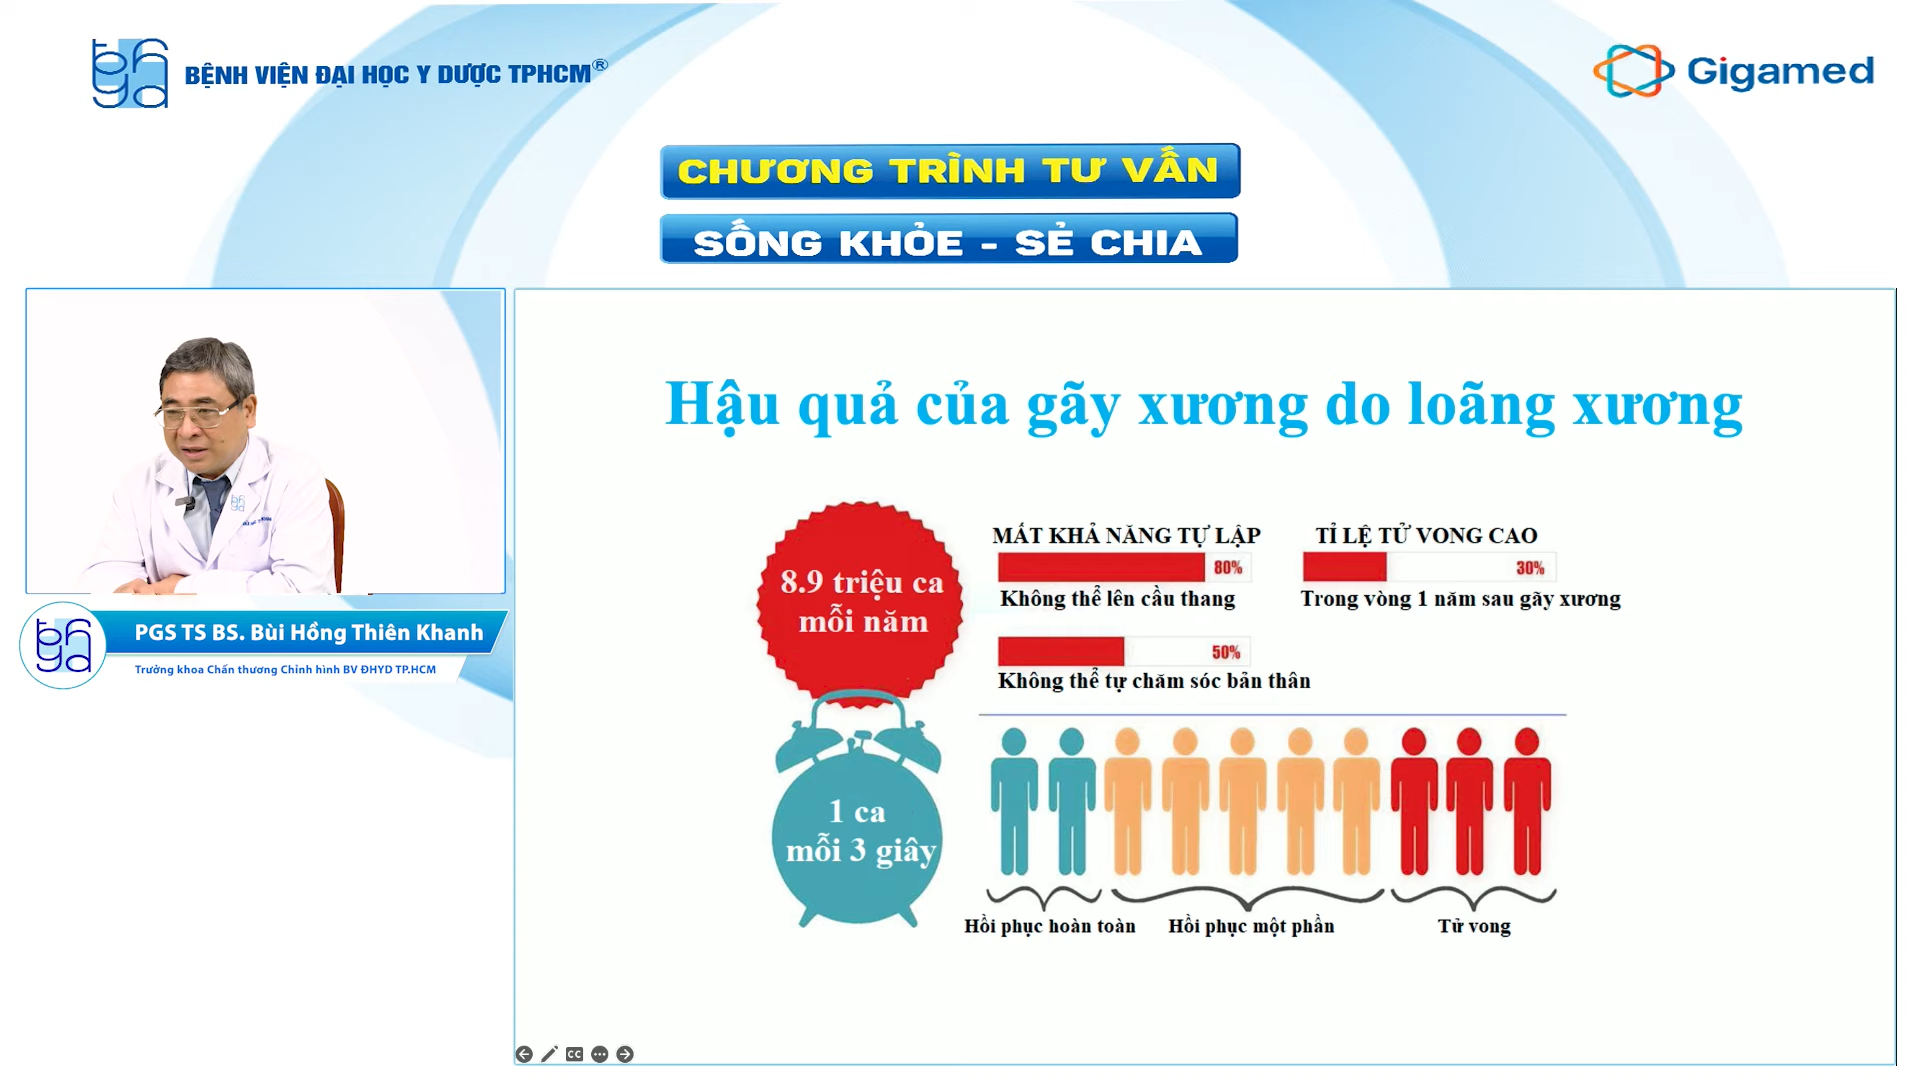 BỆNH VIỆN ĐẠI HỌC Y DƯỢC TPHCM®
Gigamed
CHƯƠNG TRÌNH TƯ VẤN
SỐNG KHỎE - SẺ CHIA
PGS TS BS. Bùi Hồng Thiên Khanh
Trưởng khoa Chấn thương Chỉnh hình BV ĐHYD TP.HCM
Hậu quả của gãy xương do loãng xương
8.9 triệu ca
mỗi năm
1 ca
mỗi 3 giây
MẤT KHẢ NĂNG TỰ LẬP
80%
Không thể lên cầu thang
50%
Không thể tự chăm sóc bản thân
TỈ LỆ TỬ VONG CAO
30%
Trong vòng 1 năm sau gãy xương
Hồi phục hoàn toàn
Hồi phục một phần
Tử vong
CC